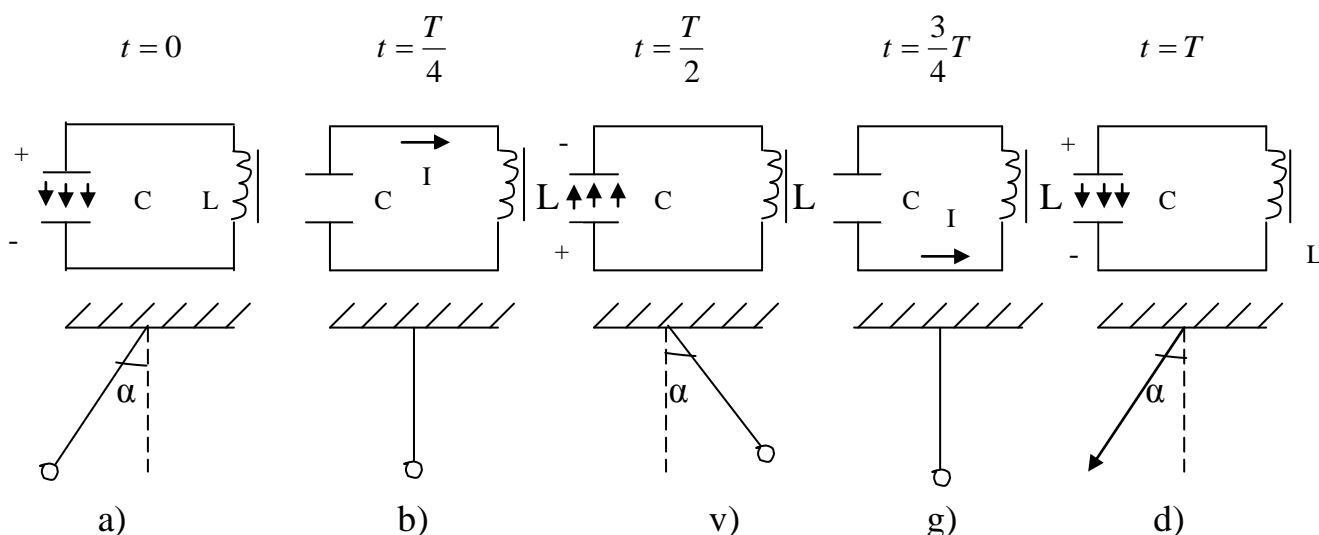 t = 0
t = T/4
t = T/2
t = 3/4 T
t = T
+
C
L
-
I
C
L
-
C
L
+
C
I
L
+
C
-
L
α
α
α
a)
b)
v)
g)
d)